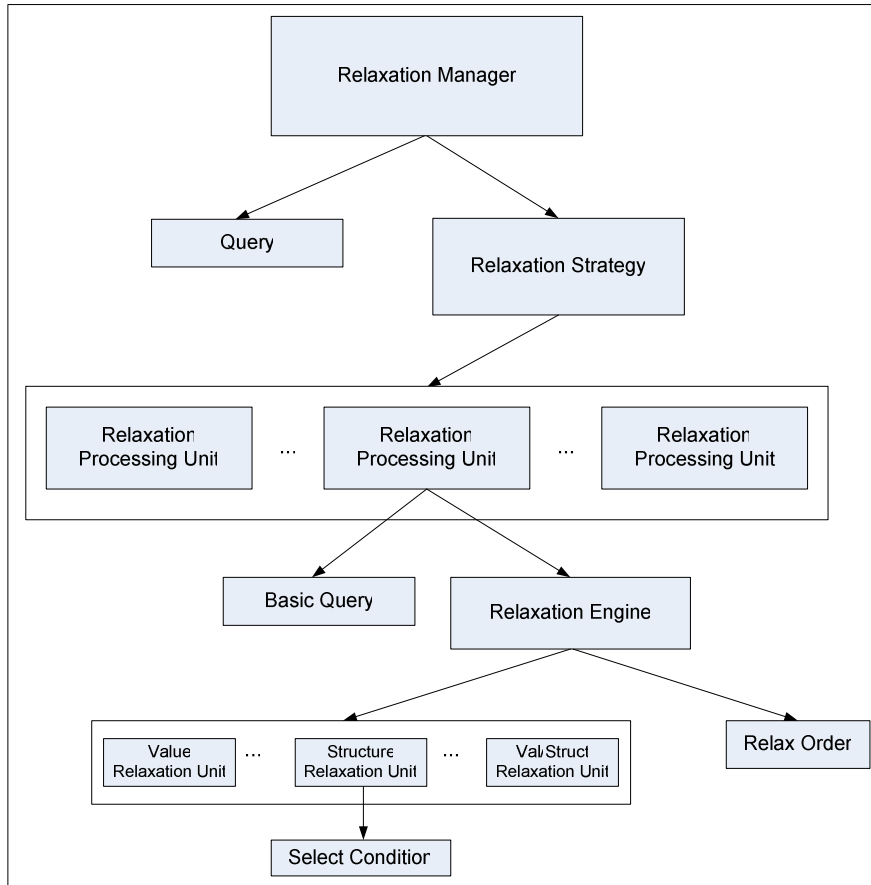 Relaxation Manager
Query
Relaxation Strategy
Relaxation
Processing Unit
...
Relaxation
Processing Unit
...
Relaxation
Processing Unit
Basic Query
Relaxation Engine
Value
Relaxation Unit
...
Structure
Relaxation Unit
...
Val/Struct
Relaxation Unit
Relax Order
Select Condition